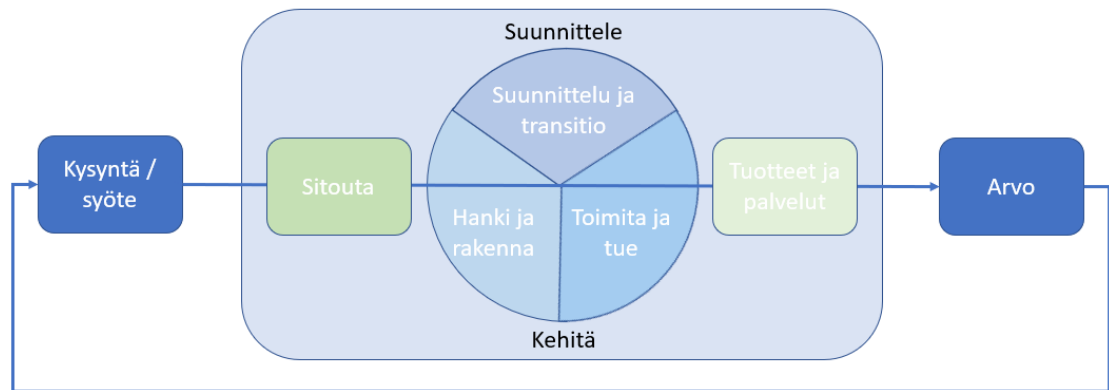 Suunnittele
Suunnittelu ja
transitio
Kysyntä /
syöte
Sitouta
Hanki ja
rakenna
Toimita ja
tue
Tuotteet ja
palvelut
Arvo
Kehitä